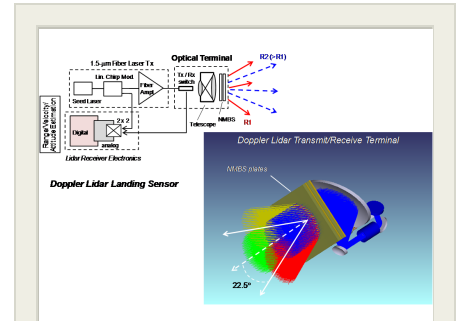 1.5-µm Fiber Laser Tx
Optical Terminal
R2 (>R1)
Lin. Chirp Mod.
Tx / Rx
switch
Fiber
Ampl.
Seed Laser
Telescope
NMBS
R1
Range/Velocity/
Attitude Estimation
Digital
2 x 2
analog
Lidar Receiver Electronics
Doppler Lidar Landing Sensor
Doppler Lidar Transmit/Receive Terminal
NMBS plates
22.5°